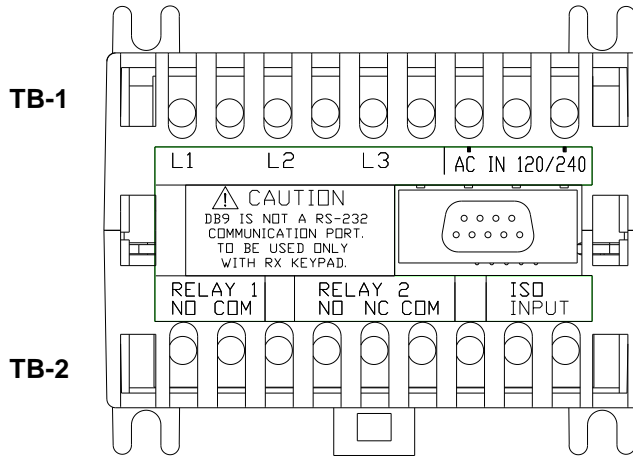 TB-1
L1 L2 L3 AC IN 120/240
CAUTION
DB9 IS NOT A RS-232
COMMUNICATION PORT.
TO BE USED ONLY
WITH RX KEYPAD.
RELAY 1 RELAY 2 ISO
NO COM NO NC COM INPUT
TB-2